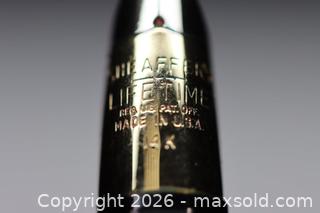 SHEAFFER'S
LIFETIME
REG. U.S. PAT. OFF.
MADE IN U.S.A.
14K
Copyright © 2026 - maxsold.com